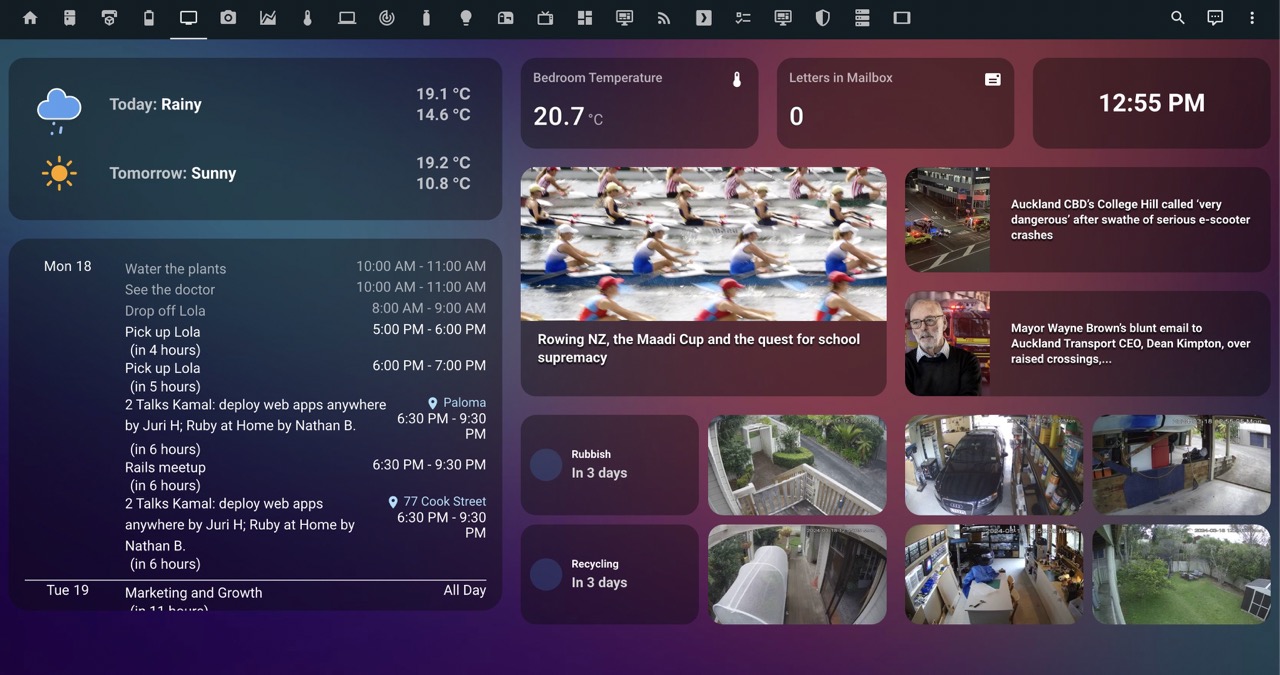 Today: Rainy
19.1 °C
14.6 °C
Tomorrow: Sunny
19.2 °C
10.8 °C
Mon 18
Water the plants
10:00 AM - 11:00 AM
See the doctor
10:00 AM - 11:00 AM
Drop off Lola
8:00 AM - 9:00 AM
Pick up Lola
5:00 PM - 6:00 PM
(in 4 hours)
Pick up Lola
6:00 PM - 7:00 PM
(in 5 hours)
2 Talks Kamal: deploy web apps anywhere
by Juri H; Ruby at Home by Nathan B.
Paloma
6:30 PM - 9:30
PM
(in 6 hours)
Rails meetup
6:30 PM - 9:30 PM
(in 6 hours)
2 Talks Kamal: deploy web apps
anywhere by Juri H; Ruby at Home by
Nathan B.
77 Cook Street
6:30 PM - 9:30
PM
(in 6 hours)
Tue 19
Marketing and Growth
All Day
(in 11 hours)
Bedroom Temperature
20.7 °C
Letters in Mailbox
0
12:55 PM
Rowing NZ, the Maadi Cup and the quest for school
supremacy
Auckland CBD’s College Hill called ‘very
dangerous’ after swathe of serious e-scooter
crashes
Mayor Wayne Brown’s blunt email to
Auckland Transport CEO, Dean Kimpton, over
raised crossings,...
Rubbish
In 3 days
Recycling
In 3 days